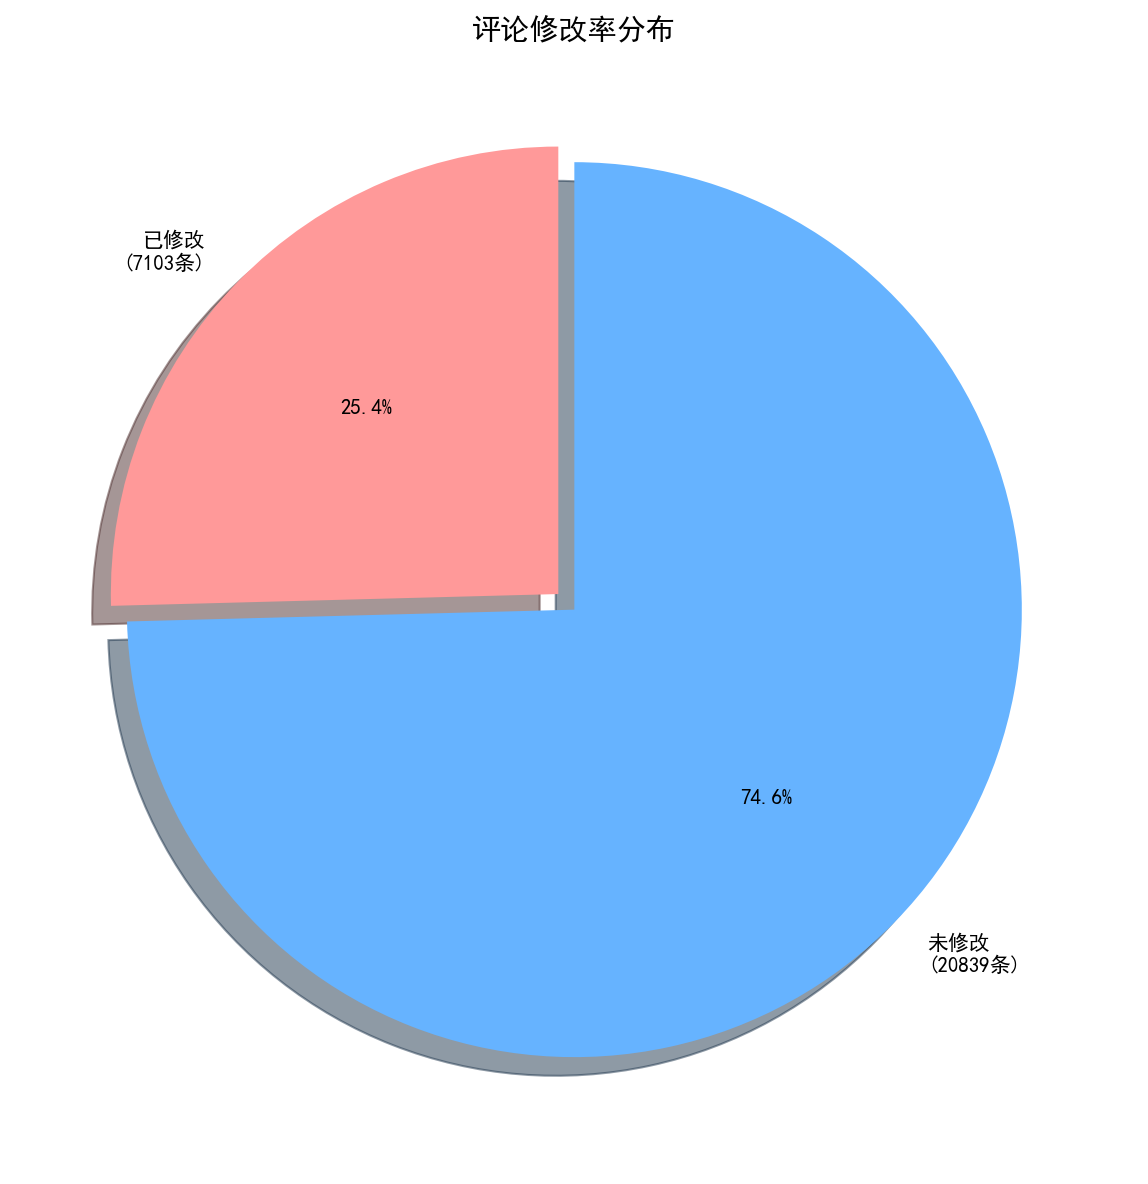 评论修改率分布
已修改
(7103条)
25.4%
74.6%
未修改
(20839条)